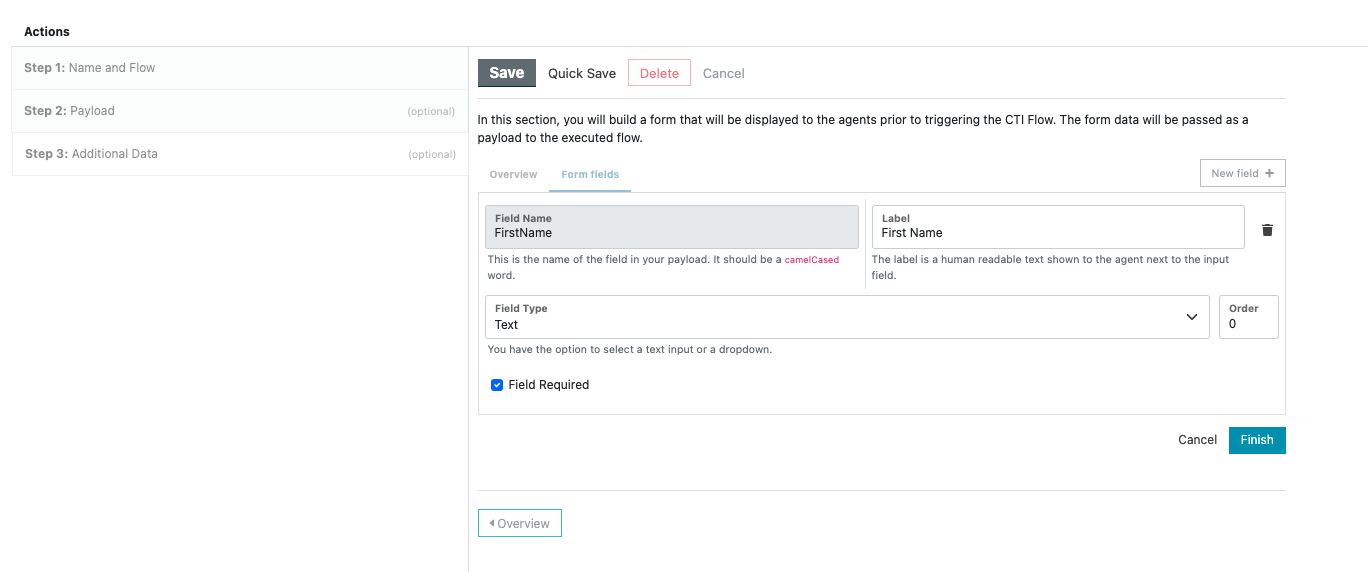 Actions
Step 1: Name and Flow
Step 2: Payload (optional)
Step 3: Additional Data (optional)
Save Quick Save Delete Cancel
In this section, you will build a form that will be displayed to the agents prior to triggering the CTI Flow. The form data will be passed as a
payload to the executed flow.
Overview Form fields New field +
Field Name
FirstName
This is the name of the field in your payload. It should be a camelCased
word.
Label
First Name
The label is a human readable text shown to the agent next to the input
field.
Field Type
Text
Order
0
You have the option to select a text input or a dropdown.
Field Required
Cancel Finish
Overview